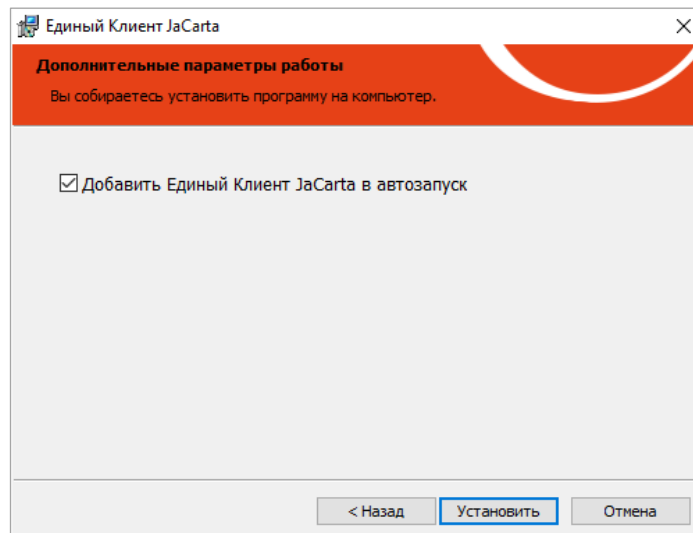 Единый Клиент JaCarta
Дополнительные параметры работы
Вы собираетесь установить программу на компьютер.
Добавить Единый Клиент JaCarta в автозапуск
< Назад
Установить
Отмена